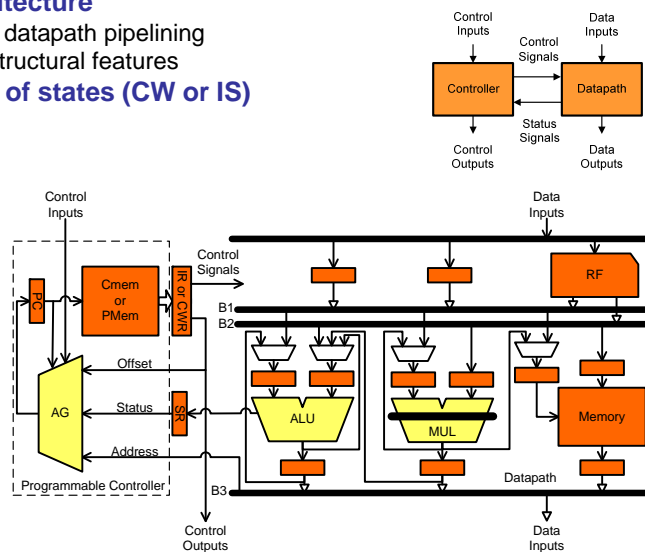 itecture
datapath pipelining
structural features
of states (CW or IS)
Control
Inputs
Data
Inputs
Control
Signals
Controller
Datapath
Status
Signals
Control
Outputs
Data
Outputs
Control
Inputs
Data
Inputs
Control
Signals
PC
Cmem
or
PMem
IR or CWR
RF
B1
B2
Offset
Status
SR
AG
ALU
MUL
Memory
Address
Programmable Controller
B3
Datapath
Control
Outputs
Data
Inputs